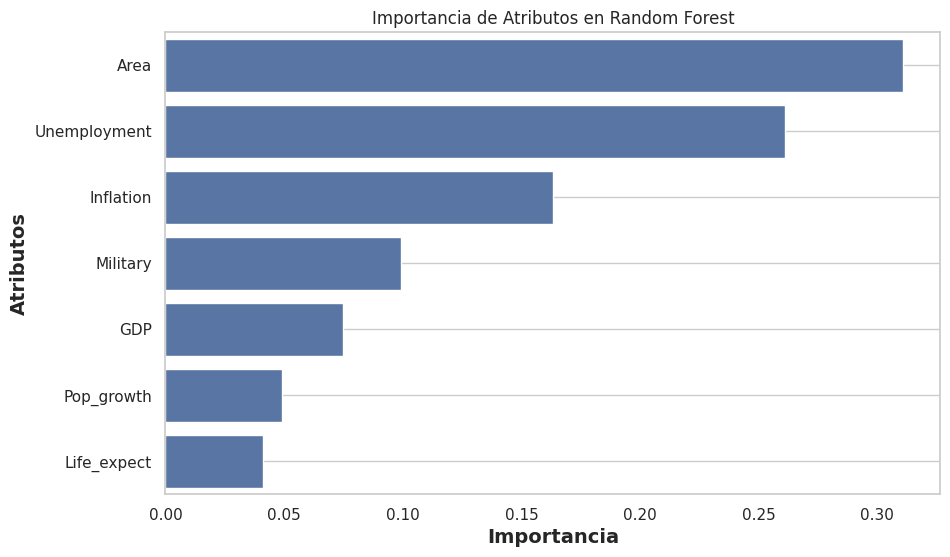 Importancia de Atributos en Random Forest
Area
Unemployment
Inflation
Military
GDP
Pop_growth
Life_expect
Atributos
0.00 0.05 0.10 0.15 0.20 0.25 0.30
Importancia